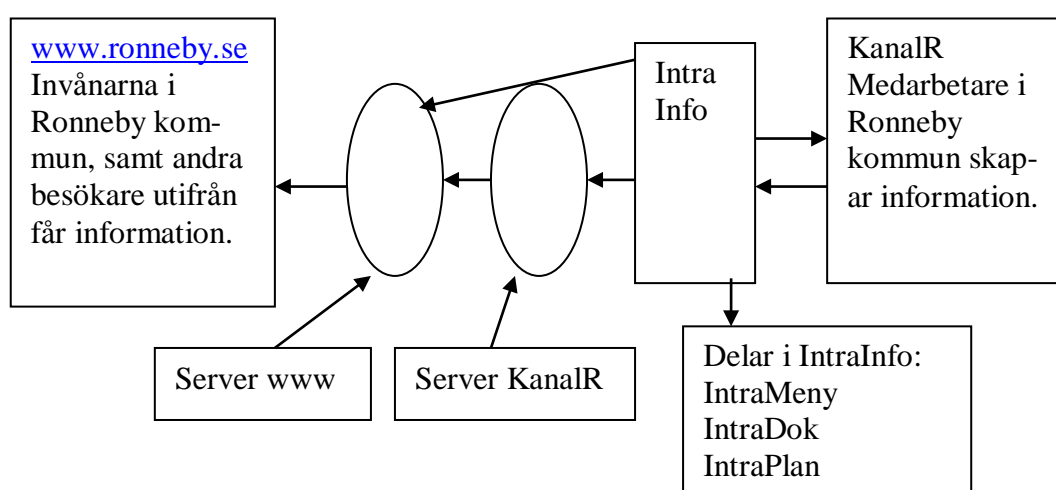 www.ronneby.se
Invånarna i
Ronneby kom-
mun, samt andra
besökare utifrån
får information.
Intra
Info
KanalR
Medarbetare i
Ronneby
kommun skap-
ar information.
Server www
Server KanalR
Delar i IntraInfo:
IntraMeny
IntraDok
IntraPlan